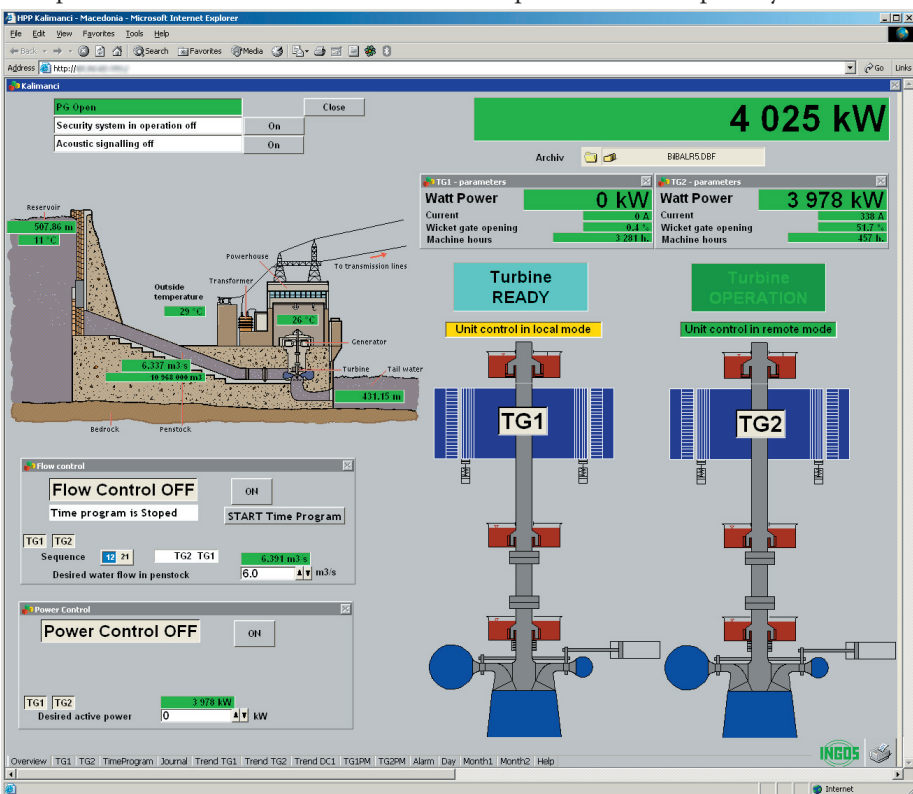 HPP Kalimanci - Macedonia - Microsoft Internet Explorer
File Edit View Favorites Tools Help
Back Search Favorites Media
Address http:// Go Links
Kalimanci
PG Open Close
Security system in operation off On
Acoustic signalling off On
4 025 kW
Archiv BilBALR5.DBF
TG1 - parameters
Watt Power 0 kW
Current 0 A
Wicket gate opening 0.4 %
Machine hours 3 281 h.
TG2 - parameters
Watt Power 3 978 kW
Current 338 A
Wicket gate opening 51.7 %
Machine hours 457 h.
Reservoir
507.86 m
11 °C
Powerhouse
To transmission lines
Transformer
Outside
temperature
29 °C
26 °C
Generator
6.337 m3/s
10 968 000 m3
Turbine
Tail water
431.15 m
Bedrock
Penstock
Turbine
READY
Unit control in local mode
TG1
Turbine
OPERATION
Unit control in remote mode
TG2
Flow control
Flow Control OFF ON
Time program is Stoped START Time Program
TG1 TG2
Sequence 12 21 TG2 TG1 6.391 m3/s
Desired water flow in penstock 6.0 m3/s
Power Control
Power Control OFF ON
TG1 TG2 3 978 kW
Desired active power 0 kW
INGOS
Overview TG1 TG2 TimeProgram Journal Trend TG1 Trend TG2 Trend DC1 TG1PM TG2PM Alarm Day Month1 Month2 Help
Internet